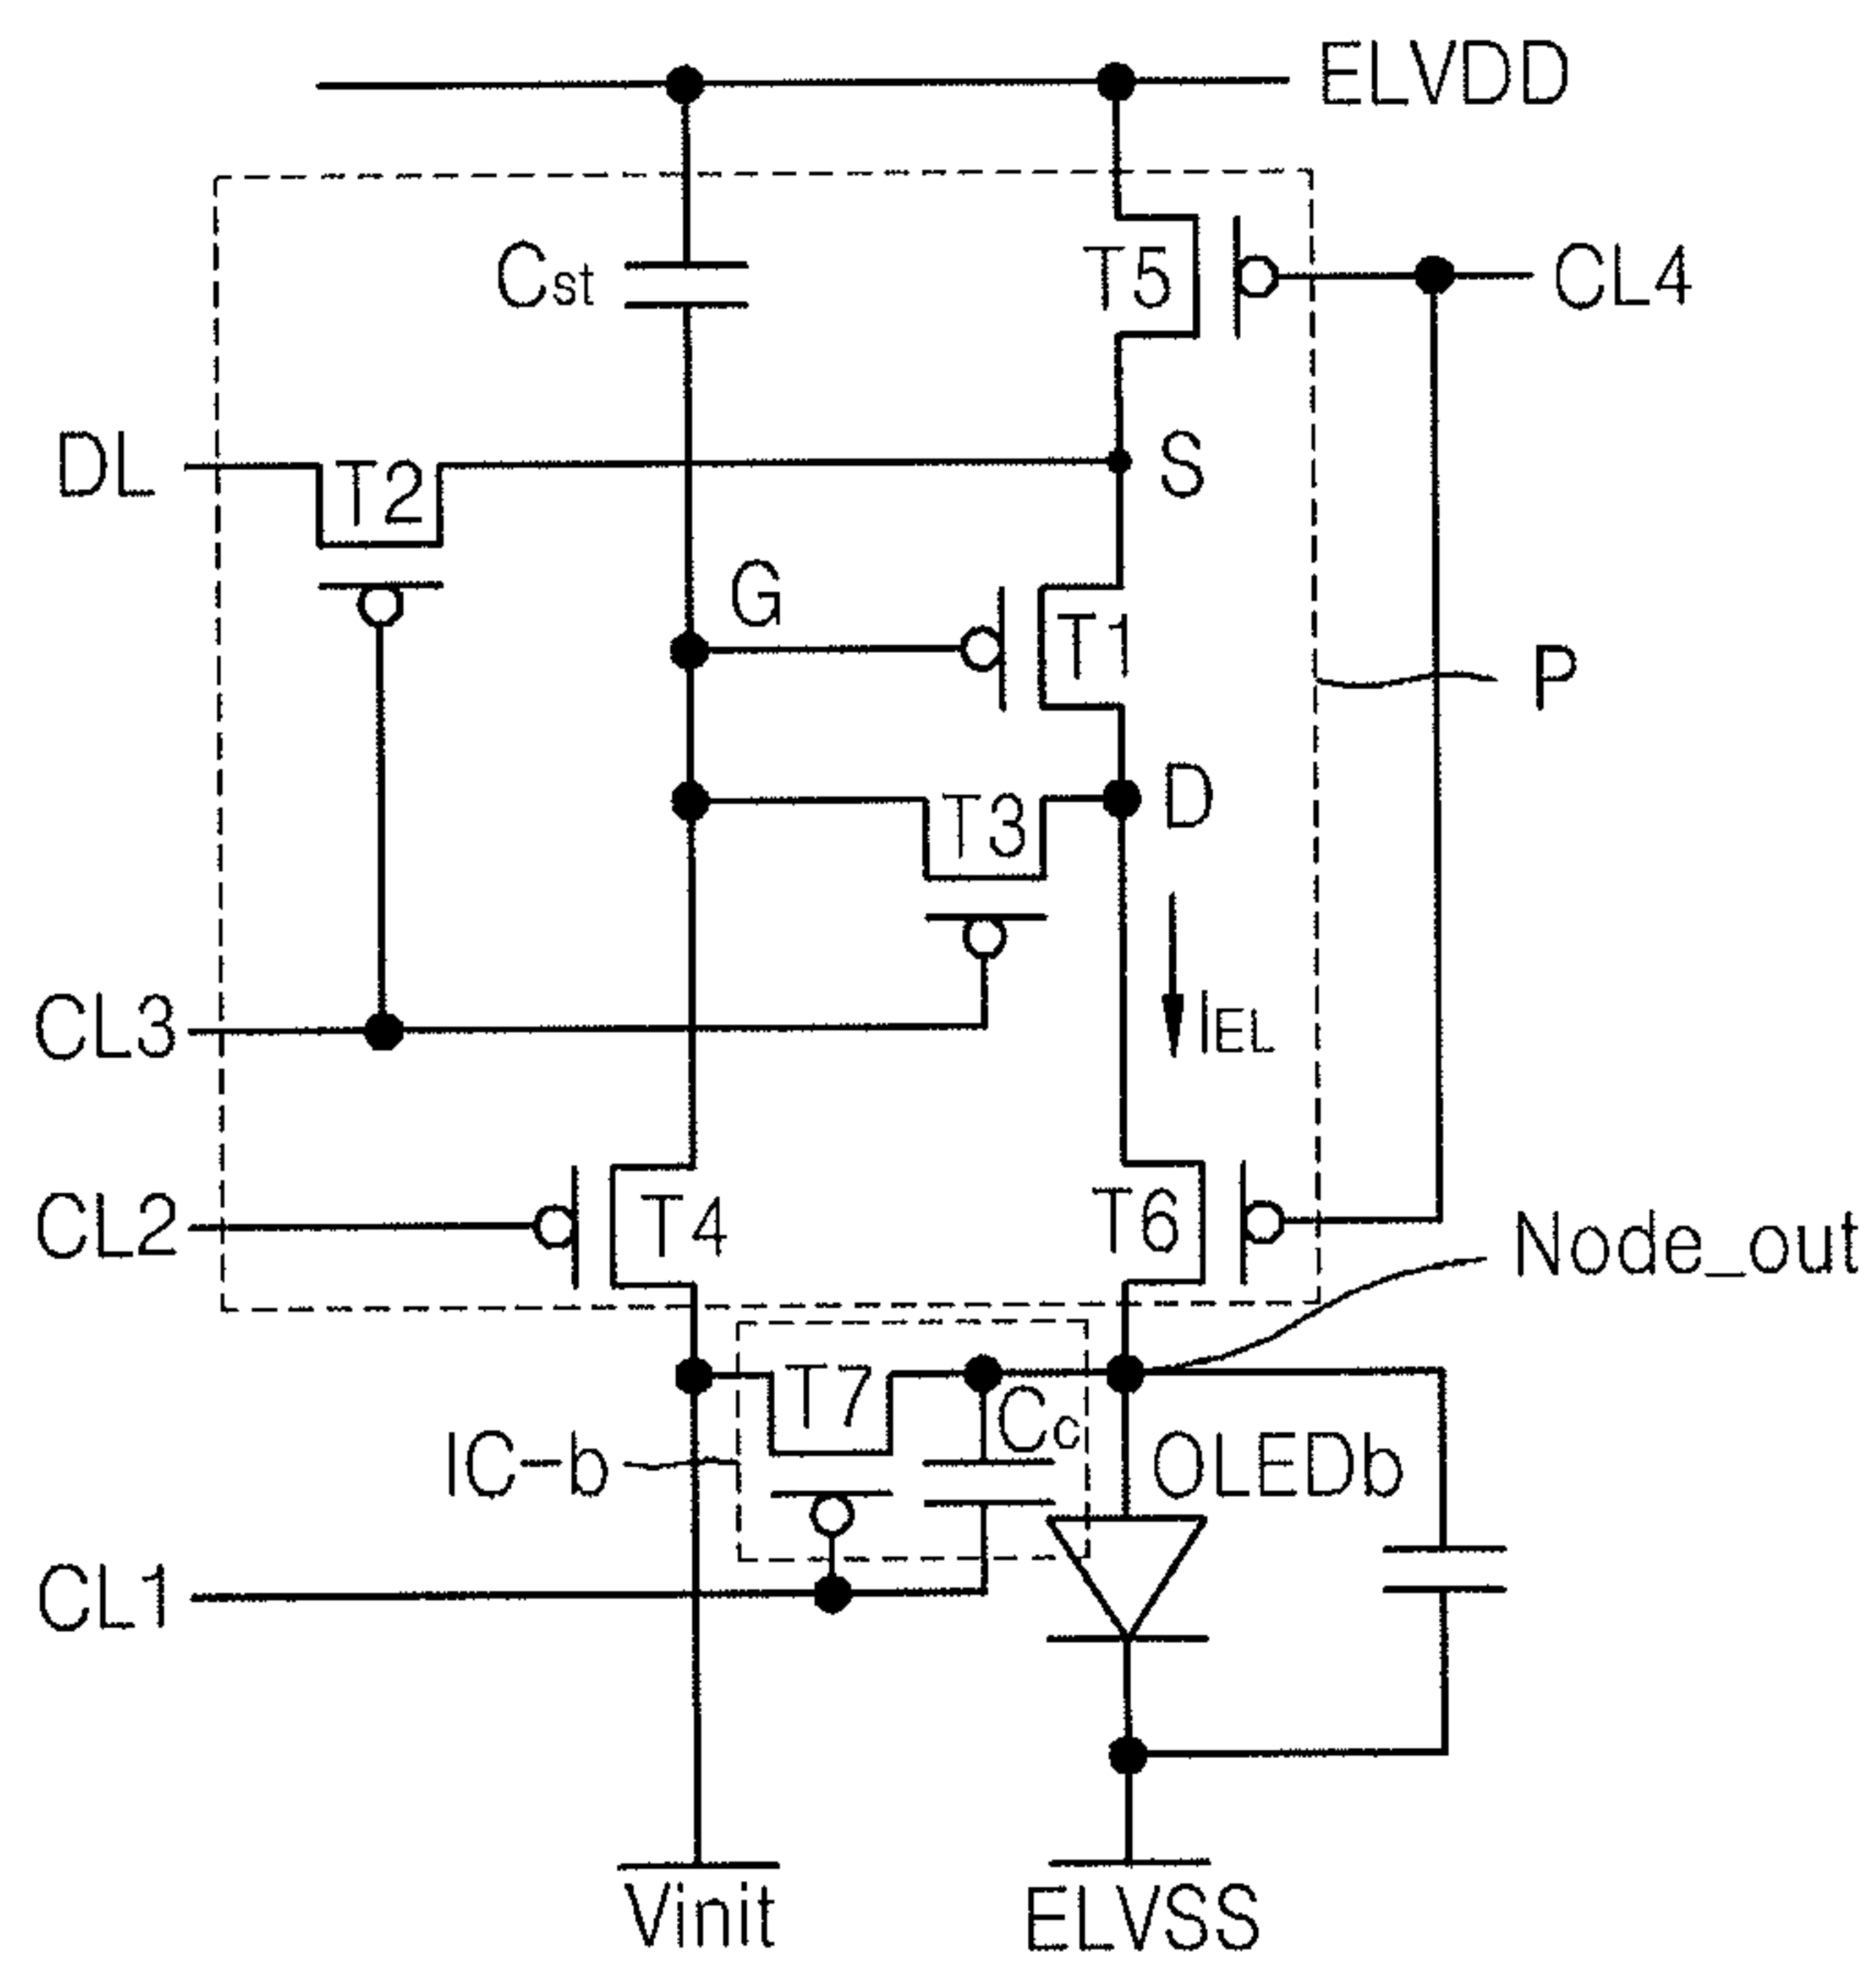 ELVDD
Cst
T5
CL4
DL
T2
S
G
T1
P
D
T3
CL3
IEL
CL2
T4
T6
Node_out
T7
Cc
IC-b
OLEDb
CL1
Vinit
ELVSS